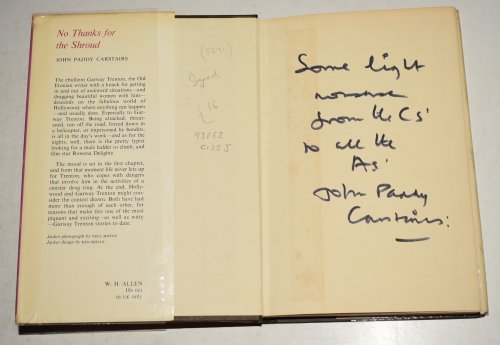 No Thanks for
the Shroud
JOHN PADDY CARSTAIRS
The ebullient Garway Trenton, the Old
Etonian writer with a knack for getting
in and out of awkward situations—and
dragging beautiful women with him—
descends on the fabulous world of
Hollywood, where anything can happen
—and usually does. Especially to Gar-
way Trenton. Being attacked, threat-
ened, run off the road, forced down in
a helicopter, or imprisoned by bandits,
is all in the day's work—and as for the
nights, well, there is the pretty typist
looking for a male ladder to climb, and
film star Rowena Delight.
The mood is set in the first chapter,
and from that moment life never lets up
for Trenton, who copes with dangers
that involve him in the activities of a
sinister drug ring. At the end, Holly-
wood and Garway Trenton might con-
sider the contest drawn. Both have had
more than enough of each other, for
reasons that make this one of the most
piquant and exciting—as well as witty
—Garway Trenton stories to date.
W. H. ALLEN
18s net
in UK only
(2291)
Signed
16
Some light
nonsense
from the C's'
to all the
A's'
John Paddy
Carstairs.